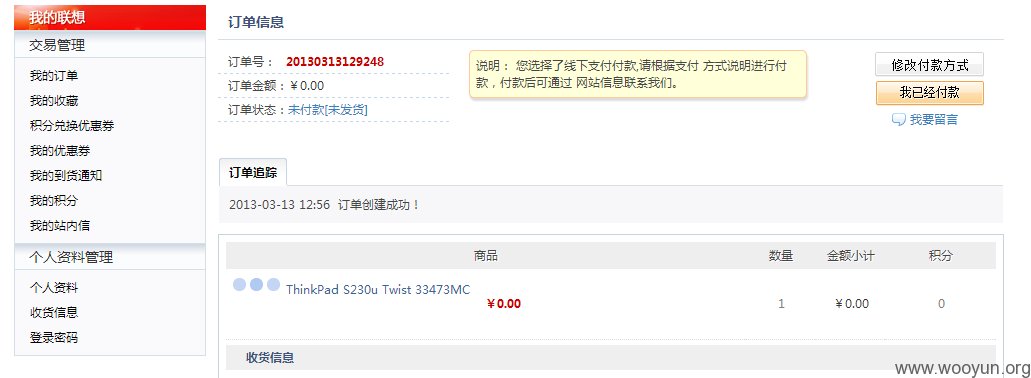 我的联想
交易管理
我的订单
我的收藏
积分兑换优惠券
我的优惠券
我的到货通知
我的积分
我的站内信
个人资料管理
个人资料
收货信息
登录密码
订单信息
订单号： 20130313129248
订单金额：￥0.00
订单状态：未付款[未发货]
说明： 您选择了线下支付付款,请根据支付 方式说明进行付
款，付款后可通过 网站信息联系我们。
修改付款方式
我已经付款
我要留言
订单追踪
2013-03-13 12:56 订单创建成功！
商品 数量 金额小计 积分
ThinkPad S230u Twist 33473MC
￥0.00 1 ￥0.00 0
收货信息
www.wooyun.org